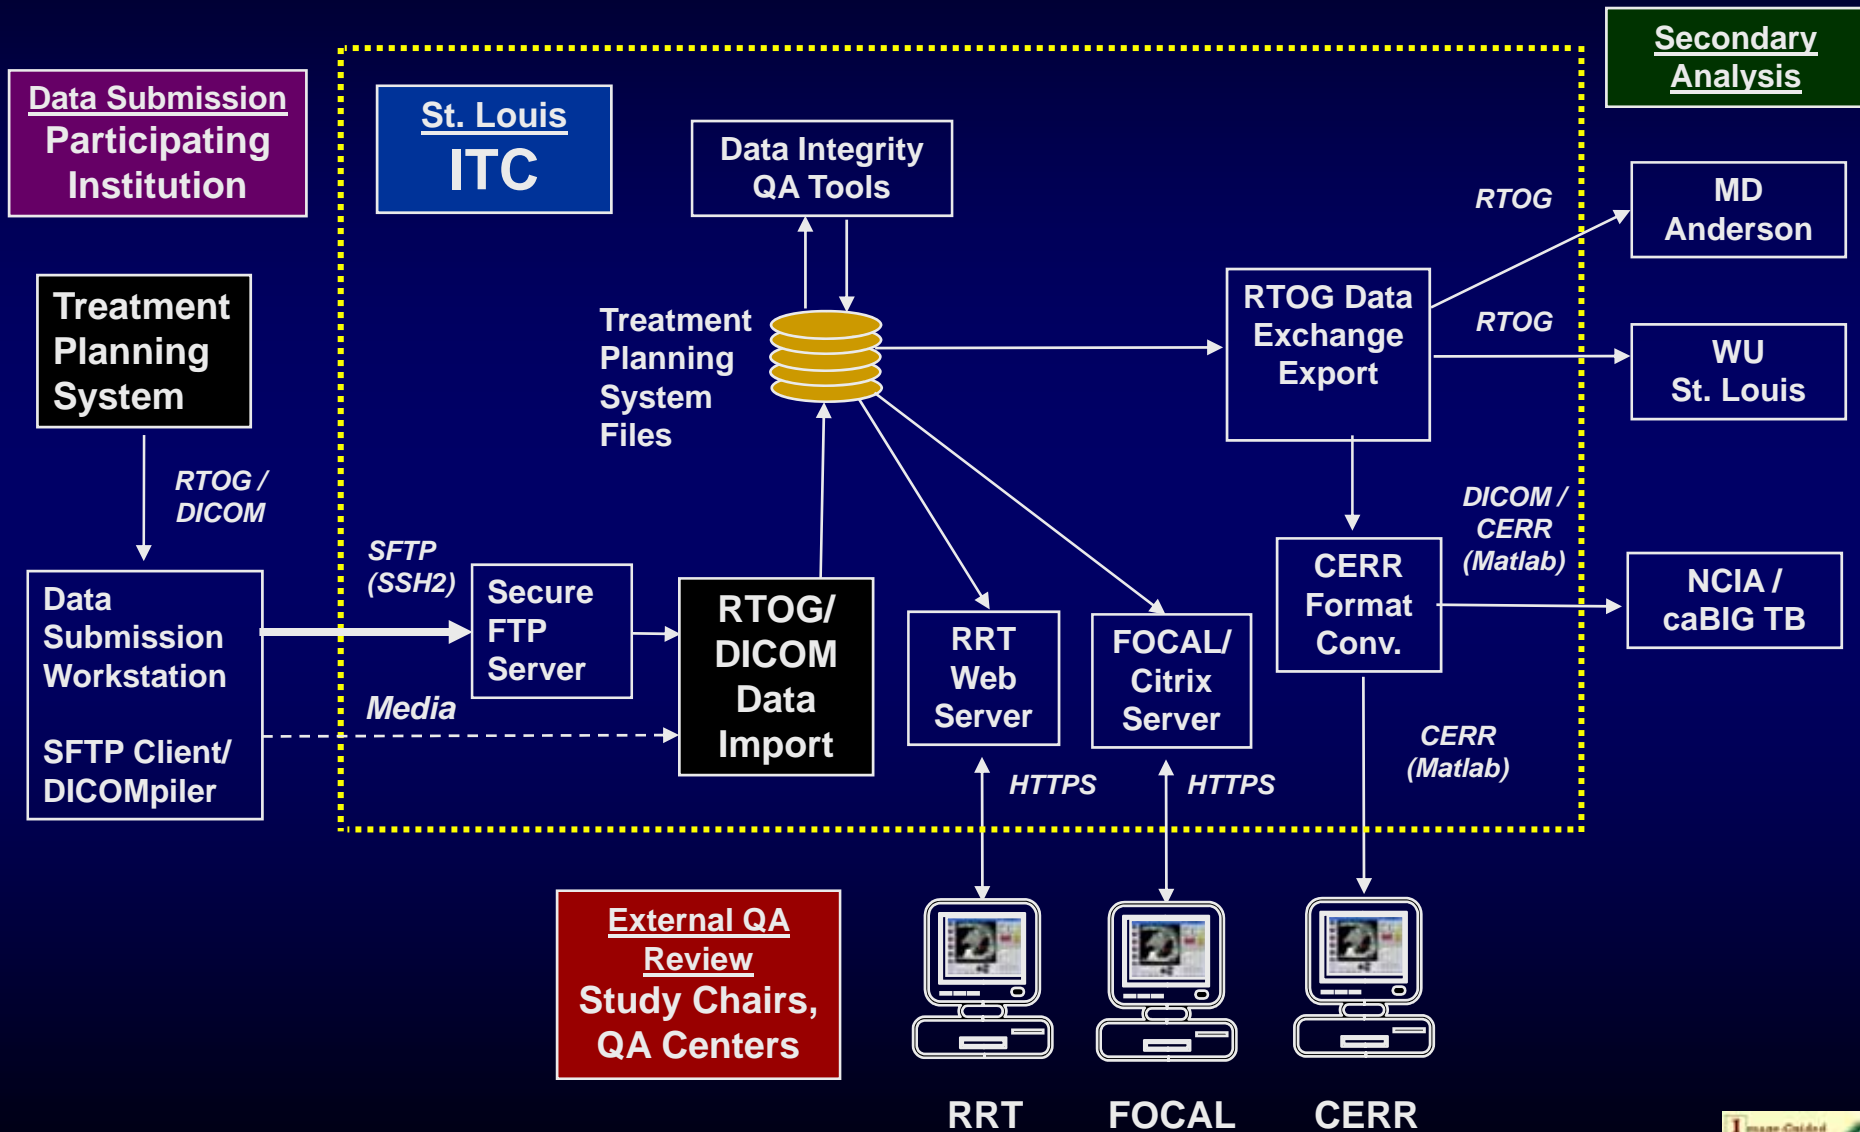 Data Submission
Participating
Institution
St. Louis
ITC
Data Integrity
QA Tools
Secondary
Analysis
Treatment
Planning
System
RTOG /
DICOM
Data
Submission
Workstation
SFTP Client/
DICOMpiler
SFTP
(SSH2)
Media
Secure
FTP
Server
RTOG/
DICOM
Data
Import
Treatment
Planning
System
Files
RRT
Web
Server
HTTPS
FOCAL/
Citrix
Server
HTTPS
RTOG Data
Exchange
Export
RTOG
MD
Anderson
RTOG
WU
St. Louis
CERR
Format
Conv.
DICOM /
CERR
(Matlab)
NCIA /
caBIG TB
CERR
(Matlab)
External QA
Review
Study Chairs,
QA Centers
RRT
FOCAL
CERR
Image-Guided